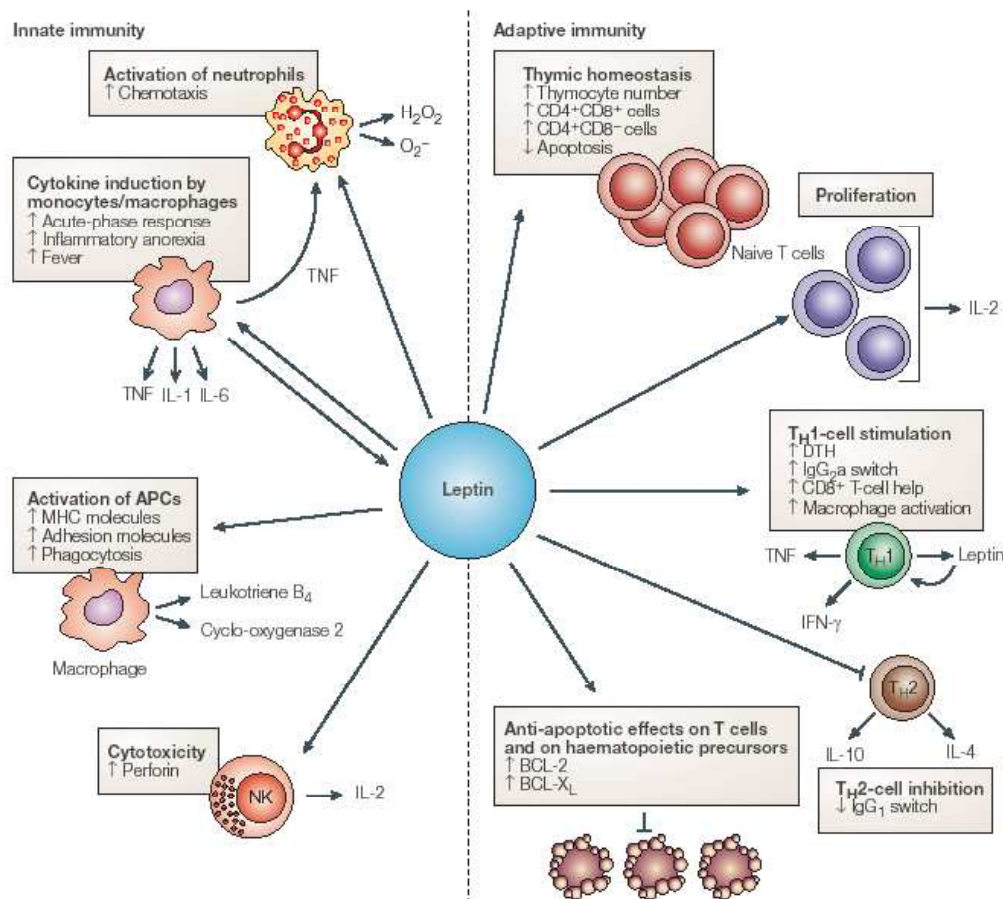 Innate immunity
Activation of neutrophils
↑ Chemotaxis
H₂O₂
O₂⁻
Cytokine induction by
monocytes/macrophages
↑ Acute-phase response
↑ Inflammatory anorexia
↑ Fever
TNF
TNF IL-1 IL-6
Activation of APCs
↑ MHC molecules
↑ Adhesion molecules
↑ Phagocytosis
Leukotriene B₄
Cyclo-oxygenase 2
Macrophage
Cytotoxicity
↑ Perforin
NK
IL-2
Leptin
Adaptive immunity
Thymic homeostasis
↑ Thymocyte number
↑ CD4⁺CD8⁺ cells
↑ CD4⁺CD8⁻ cells
↓ Apoptosis
Naive T cells
Proliferation
IL-2
T_H1-cell stimulation
↑ DTH
↑ IgG₂a switch
↑ CD8⁺ T-cell help
↑ Macrophage activation
TNF
T_H1
Leptin
IFN-γ
T_H2
IL-10
IL-4
T_H2-cell inhibition
↓ IgG₁ switch
Anti-apoptotic effects on T cells
and on haematopoietic precursors
↑ BCL-2
↑ BCL-X_L